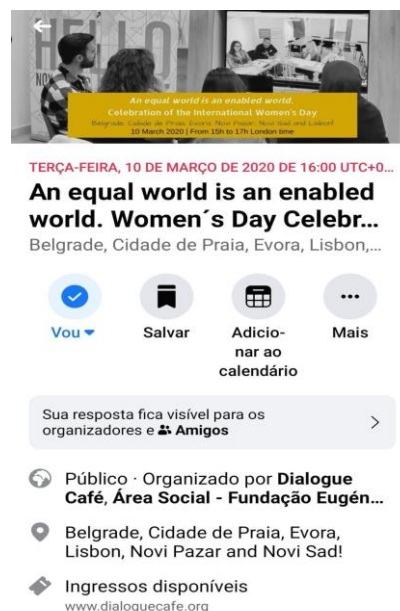 HELLO
An equal world is an enabled world.
Celebration of the International Women's Day
Belgrade, Cidade de Praia, Evora, Novi Pazar, Novi Sad and Lisbon!
10 March 2020 | From 15h to 17h London time
TERÇA-FEIRA, 10 DE MARÇO DE 2020 DE 16:00 UTC+0...
An equal world is an enabled
world. Women´s Day Celebr...
Belgrade, Cidade de Praia, Evora, Lisbon,...
Vou
Salvar
Adicio-
nar ao
calendário
Mais
Sua resposta fica visível para os
organizadores e Amigos
Público · Organizado por Dialogue
Café, Área Social - Fundação Eugén...
Belgrade, Cidade de Praia, Evora,
Lisbon, Novi Pazar and Novi Sad!
Ingressos disponíveis
www.dialoguecafe.org